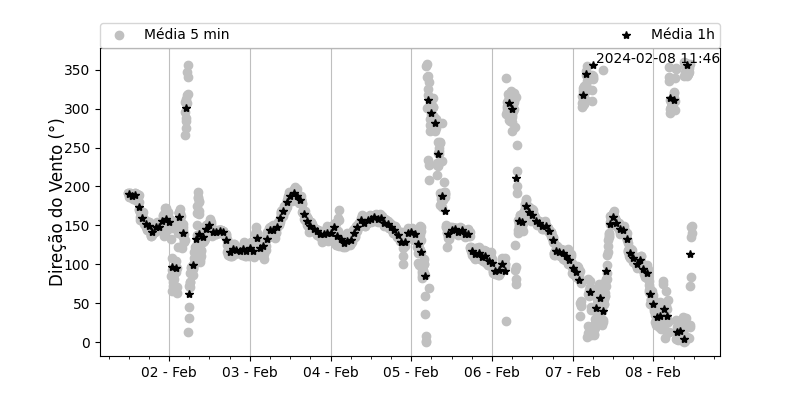 Média 5 min
Média 1h
2024-02-08 11:46
Direção do Vento (°)
350
300
250
200
150
100
50
0
02 - Feb
03 - Feb
04 - Feb
05 - Feb
06 - Feb
07 - Feb
08 - Feb